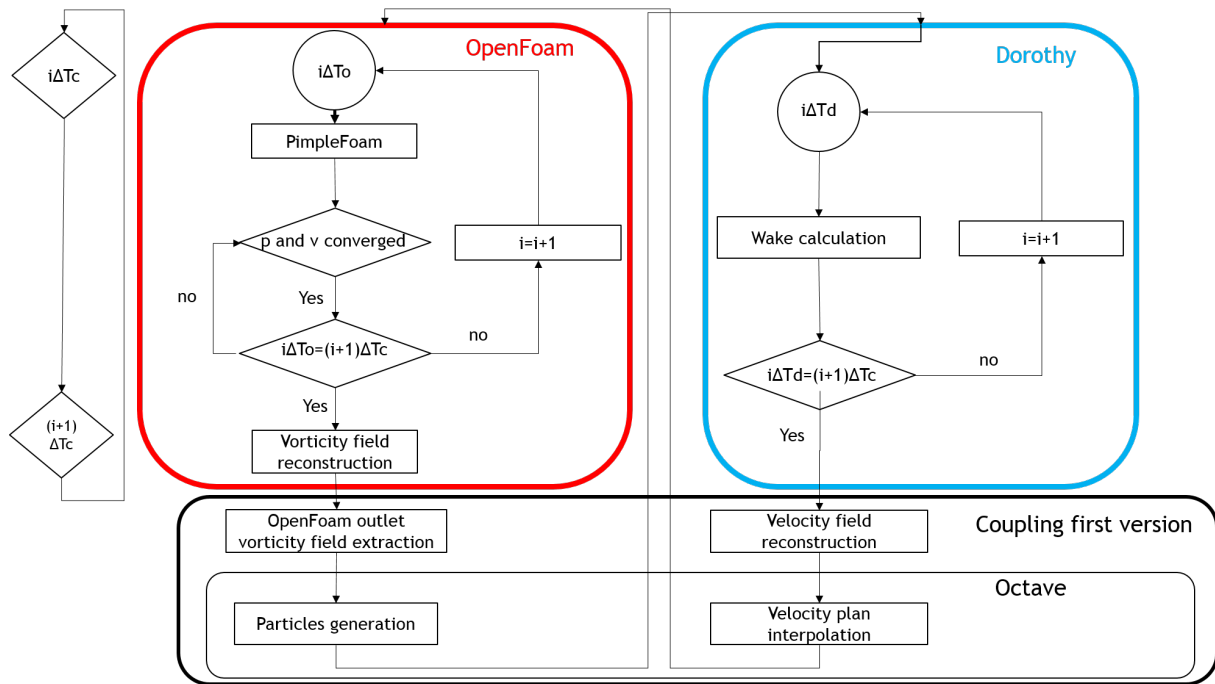 iΔTc
(i+1)
ΔTc
OpenFoam
iΔTo
PimpleFoam
p and v converged
i=i+1
no
Yes
iΔTo=(i+1)ΔTc
no
Yes
Vorticity field
reconstruction
Dorothy
iΔTd
Wake calculation
i=i+1
iΔTd=(i+1)ΔTc
no
Yes
Coupling first version
OpenFoam outlet
vorticity field extraction
Velocity field
reconstruction
Octave
Particles generation
Velocity plan
interpolation